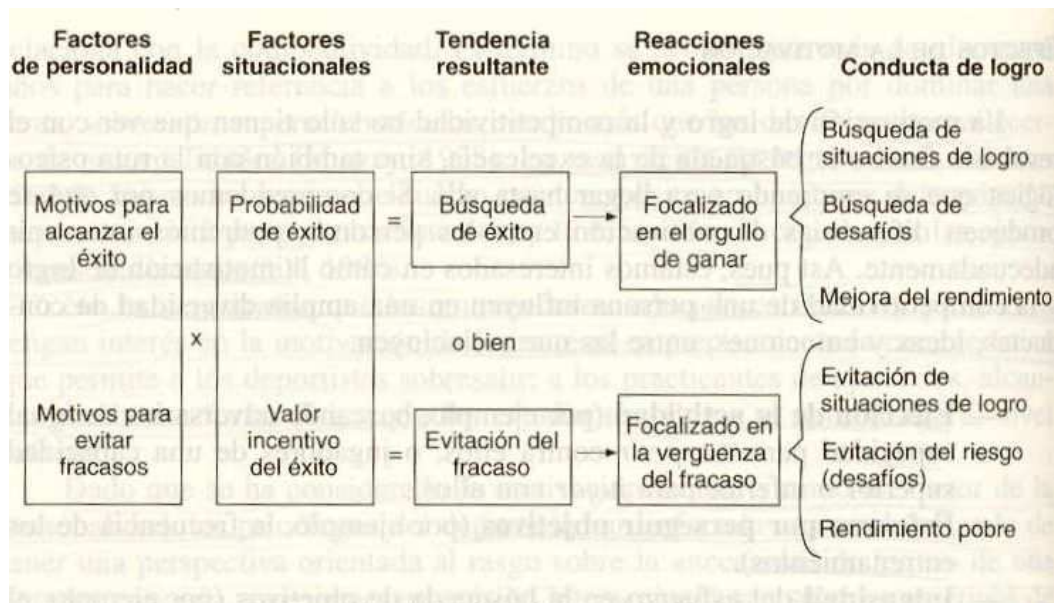 Factores
de personalidad
Factores
situacionales
Tendencia
resultante
Reacciones
emocionales
Conducta de logro
Motivos para
alcanzar el
éxito
Probabilidad
de éxito
=
Búsqueda
de éxito
Focalizado
en el orgullo
de ganar
Búsqueda de
situaciones de logro
Búsqueda de
desafíos
Mejora del rendimiento
x
o bien
Motivos para
evitar
fracasos
Valor
incentivo
del éxito
=
Evitación del
fracaso
Focalizado en
la vergüenza
del fracaso
Evitación de
situaciones de logro
Evitación del riesgo
(desafíos)
Rendimiento pobre